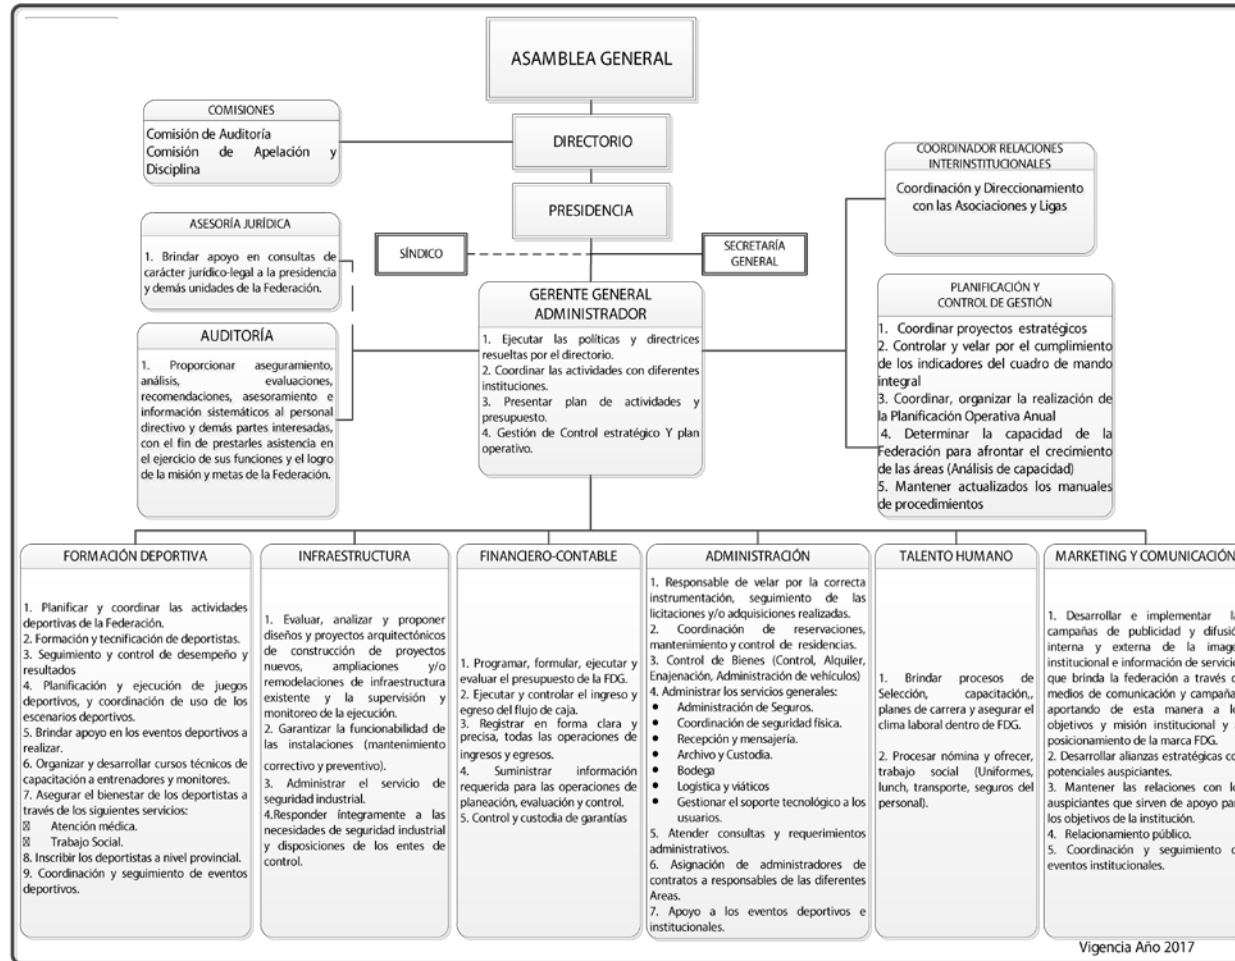 ASAMBLEA GENERAL
COMISIONES
Comisión de Auditoría
Comisión de Apelación y
Disciplina
DIRECTORIO
COORDINADOR RELACIONES
INTERINSTITUCIONALES
Coordinación y Direccionamiento
con las Asociaciones y Ligas
PRESIDENCIA
ASESORÍA JURÍDICA
1. Brindar apoyo en consultas de
carácter jurídico-legal a la presidencia
y demás unidades de la Federación.
SÍNDICO
SECRETARÍA
GENERAL
GERENTE GENERAL
ADMINISTRADOR
1. Ejecutar las políticas y directrices
resueltas por el directorio.
2. Coordinar las actividades con diferentes
instituciones.
3. Presentar plan de actividades y
presupuesto.
4. Gestión de Control estratégico Y plan
operativo.
AUDITORÍA
1. Proporcionar aseguramiento,
análisis, evaluaciones,
recomendaciones, asesoramiento e
información sistemáticos al personal
directivo y demás partes interesadas,
con el fin de prestarles asistencia en
el ejercicio de sus funciones y el logro
de la misión y metas de la Federación.
PLANIFICACIÓN Y
CONTROL DE GESTIÓN
1. Coordinar proyectos estratégicos
2. Controlar y velar por el cumplimiento
de los indicadores del cuadro de mando
integral
3. Coordinar, organizar la realización de
la Planificación Operativa Anual
4. Determinar la capacidad de la
Federación para afrontar el crecimiento
de las áreas (Análisis de capacidad)
5. Mantener actualizados los manuales
de procedimientos
FORMACIÓN DEPORTIVA
1. Planificar y coordinar las actividades
deportivas de la Federación.
2. Formación y tecnificación de deportistas.
3. Seguimiento y control de desempeño y
resultados
4. Planificación y ejecución de juegos
deportivos, y coordinación de uso de los
escenarios deportivos.
5. Brindar apoyo en los eventos deportivos a
realizar.
6. Organizar y desarrollar cursos técnicos de
capacitación a entrenadores y monitores.
7. Asegurar el bienestar de los deportistas a
través de los siguientes servicios:
Atención médica.
Trabajo Social.
8. Inscribir los deportistas a nivel provincial.
9. Coordinación y seguimiento de eventos
deportivos.
INFRAESTRUCTURA
1. Evaluar, analizar y proponer
diseños y proyectos arquitectónicos
de construcción de proyectos
nuevos, ampliaciones y/o
remodelaciones de infraestructura
existente y la supervisión y
monitoreo de la ejecución.
2. Garantizar la funcionabilidad de
las instalaciones (mantenimiento
correctivo y preventivo).
3. Administrar el servicio de
seguridad industrial.
4.Responder íntegramente a las
necesidades de seguridad industrial
y disposiciones de los entes de
control.
FINANCIERO-CONTABLE
1. Programar, formular, ejecutar y
evaluar el presupuesto de la FDG.
2. Ejecutar y controlar el ingreso y
egreso del flujo de caja.
3. Registrar en forma clara y
precisa, todas las operaciones de
ingresos y egresos.
4. Suministrar información
requerida para las operaciones de
planeación, evaluación y control.
5. Control y custodia de garantías
ADMINISTRACIÓN
1. Responsable de velar por la correcta
instrumentación, seguimiento de las
licitaciones y/o adquisiciones realizadas.
2. Coordinación de reservaciones,
mantenimiento y control de residencias.
3. Control de Bienes (Control, Alquiler,
Enajenación, Administración de vehículos)
4. Administrar los servicios generales:
• Administración de Seguros.
• Coordinación de seguridad física.
• Recepción y mensajería.
• Archivo y Custodia.
• Bodega
• Logística y viáticos
• Gestionar el soporte tecnológico a los
usuarios.
5. Atender consultas y requerimientos
administrativos.
6. Asignación de administradores de
contratos a responsables de las diferentes
Areas.
7. Apoyo a los eventos deportivos e
institucionales.
TALENTO HUMANO
1. Brindar procesos de
Selección, capacitación,,
planes de carrera y asegurar el
clima laboral dentro de FDG.
2. Procesar nómina y ofrecer,
trabajo social (Uniformes,
lunch, transporte, seguros del
personal).
MARKETING Y COMUNICACIÓN
1. Desarrollar e implementar
campañas de publicidad y
interna y externa de la
institucional e información de
que brinda la federación a través
medios de comunicación y
aportando de esta manera a
objetivos y misión institucional y
posicionamiento de la marca FDG.
2. Desarrollar alianzas estratégicas
potenciales auspiciantes.
3. Mantener las relaciones con
auspiciantes que sirven de apoyo
los objetivos de la institución.
4. Relacionamiento público.
5. Coordinación y seguimiento
eventos institucionales.
Vigencia Año 2017